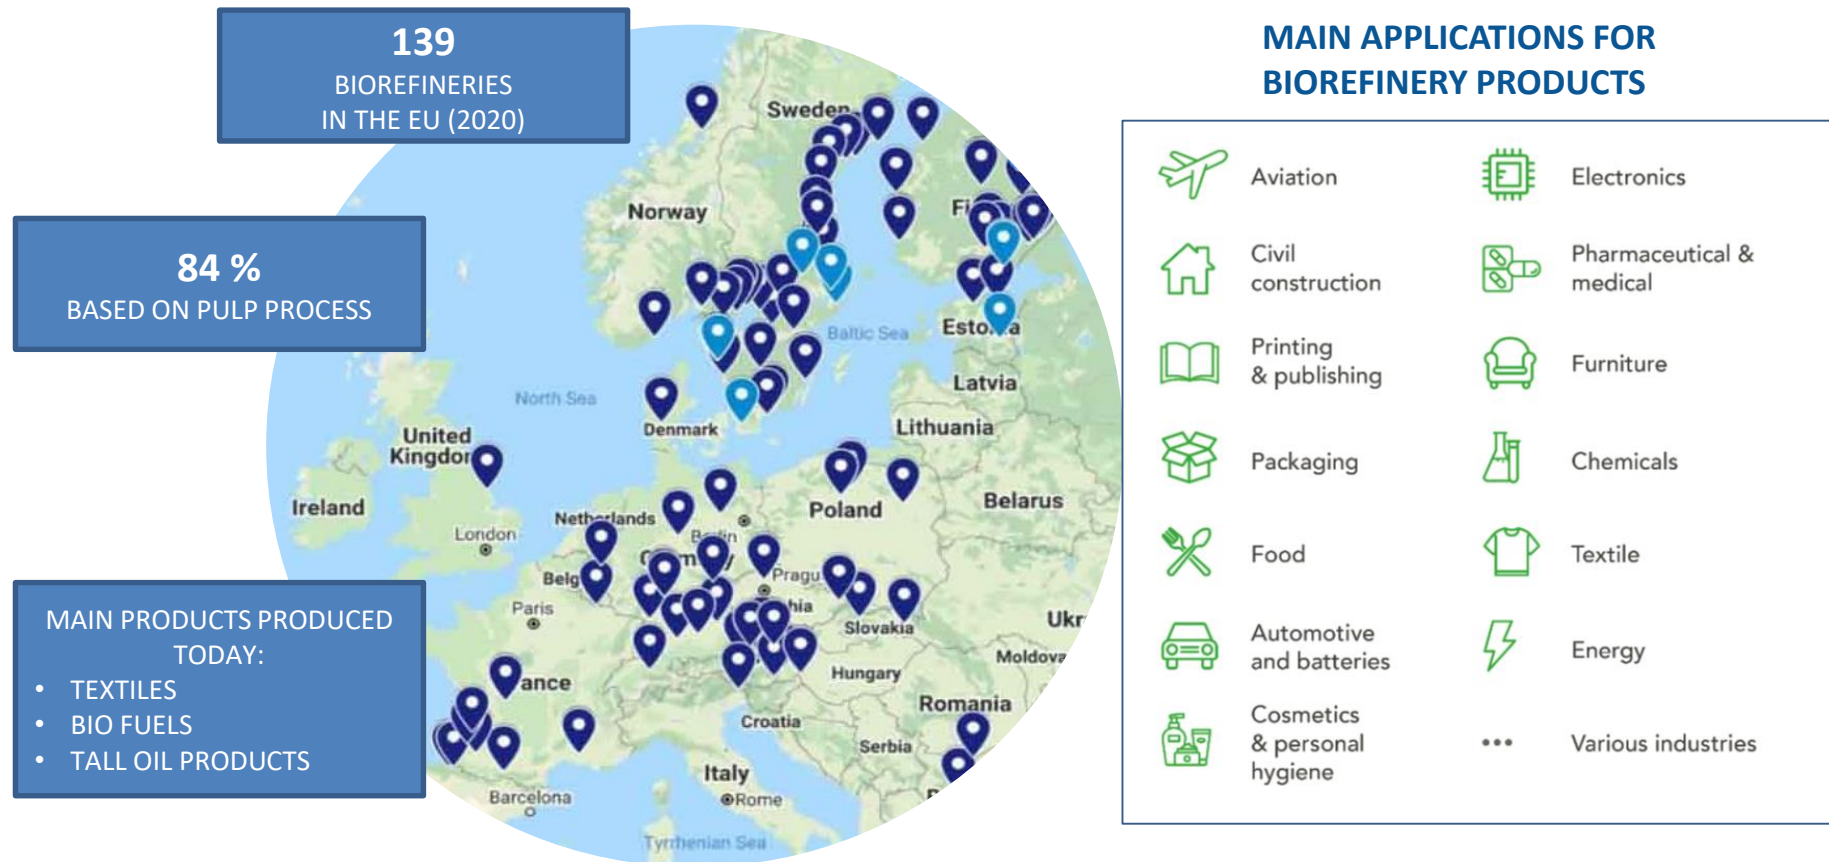 139
BIOREFINERIES
IN THE EU (2020)
84 %
BASED ON PULP PROCESS
MAIN PRODUCTS PRODUCED
TODAY:
• TEXTILES
• BIO FUELS
• TALL OIL PRODUCTS
Sweden
Norway
Baltic Sea
Latvia
North Sea
Denmark
Lithuania
United
Ireland
Netherlands
Poland
Belarus
London
Paris
Slovakia
Moldova
Hungary
Romania
Croatia
Serbia
Italy
Rome
Barcelona
Tyrrhenian Sea
MAIN APPLICATIONS FOR
BIOREFINERY PRODUCTS
Aviation
Civil
construction
Printing
& publishing
Packaging
Food
Automotive
and batteries
Cosmetics
& personal
hygiene
Electronics
Pharmaceutical &
medical
Furniture
Chemicals
Textile
Energy
••• Various industries